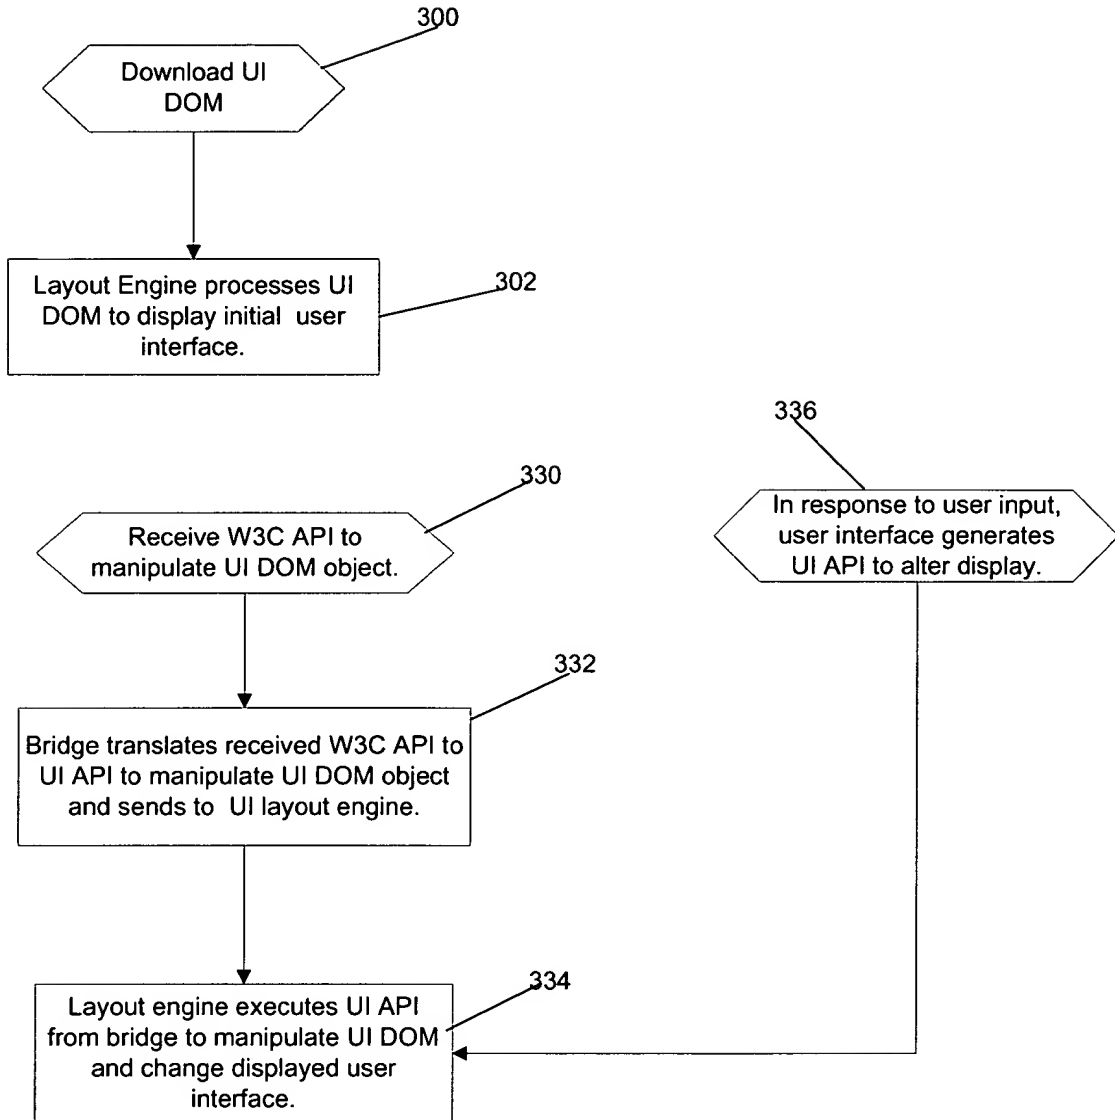 300
Download UI
DOM
Layout Engine processes UI
DOM to display initial user
interface.
302
336
330
Receive W3C API to
manipulate UI DOM object.
In response to user input,
user interface generates
UI API to alter display.
332
Bridge translates received W3C API to
UI API to manipulate UI DOM object
and sends to UI layout engine.
334
Layout engine executes UI API
from bridge to manipulate UI DOM
and change displayed user
interface.